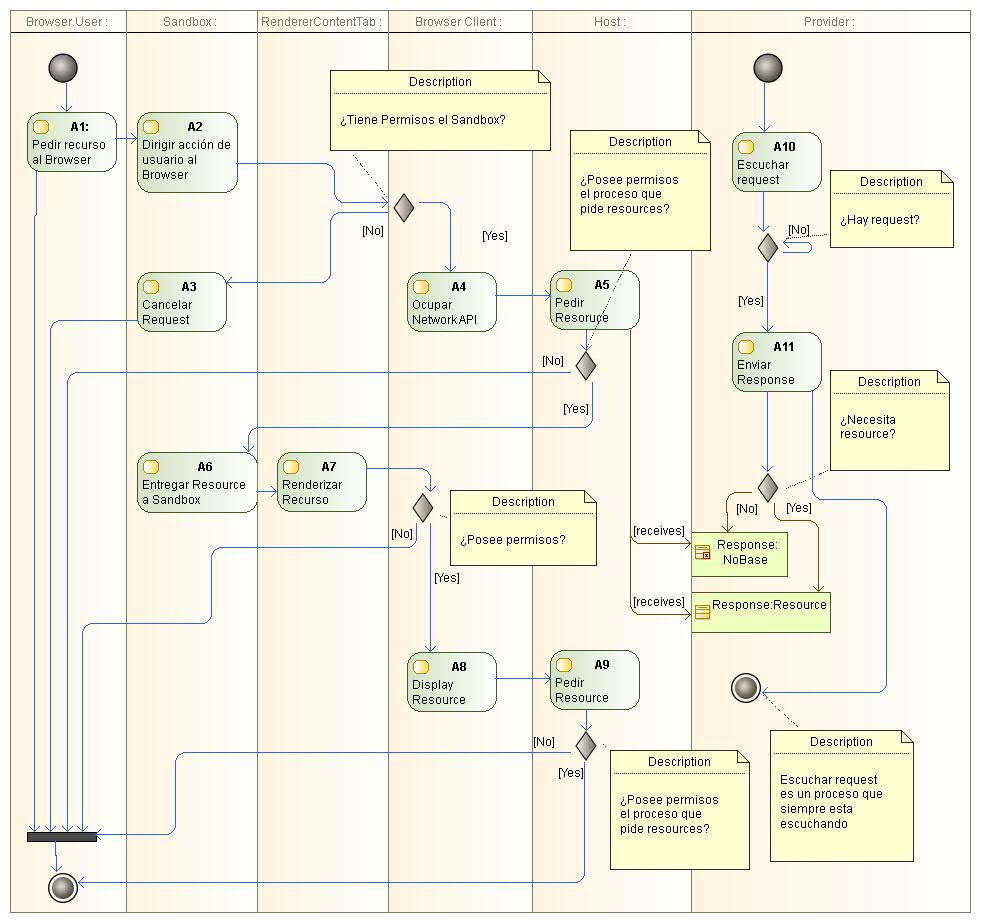 Browser User :
Sandbox :
RendererContentTab :
Browser Client :
Host :
Provider :
Description
¿Tiene Permisos el Sandbox?
A1:
Pedir recurso
al Browser
A2
Dirigir acción de
usuario al
Browser
Description
¿Posee permisos
el proceso que
pide resources?
A10
Escuchar
request
Description
¿Hay request?
[No]
[No]
[Yes]
[Yes]
A3
Cancelar
Request
A4
Ocupar
NetworkAPI
A5
Pedir
Resoruce
A11
Enviar
Response
[No]
[Yes]
Description
¿Necesita
resource?
A6
Entregar Resource
a Sandbox
A7
Renderizar
Recurso
[No]
[Yes]
Description
¿Posee permisos?
[No]
[Yes]
[receives]
Response:
NoBase
[receives]
Response:Resource
A8
Display
Resource
A9
Pedir
Resource
[No]
[Yes]
Description
¿Posee permisos
el proceso que
pide resources?
Description
Escuchar request
es un proceso que
siempre esta
escuchando